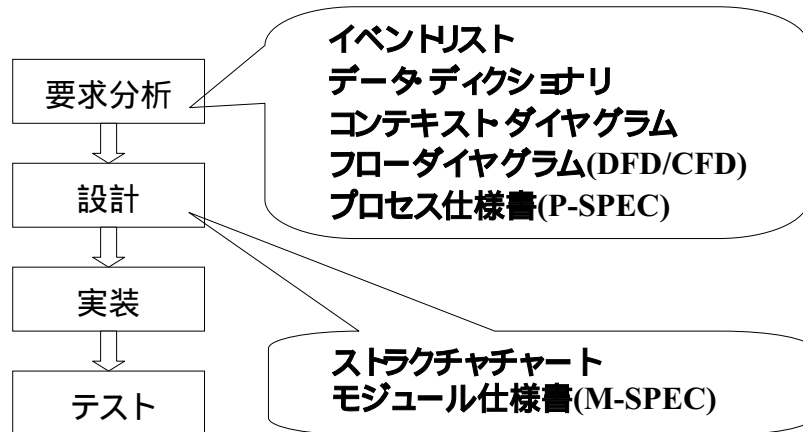 要求分析
設計
実装
テスト
イベントリスト
データ・ディクショナリ
コンテキスト・ダイヤグラム
フローダイヤグラム(DFD/CFD)
プロセス仕様書(P-SPEC)
ストラクチャチャート
モジュール仕様書(M-SPEC)